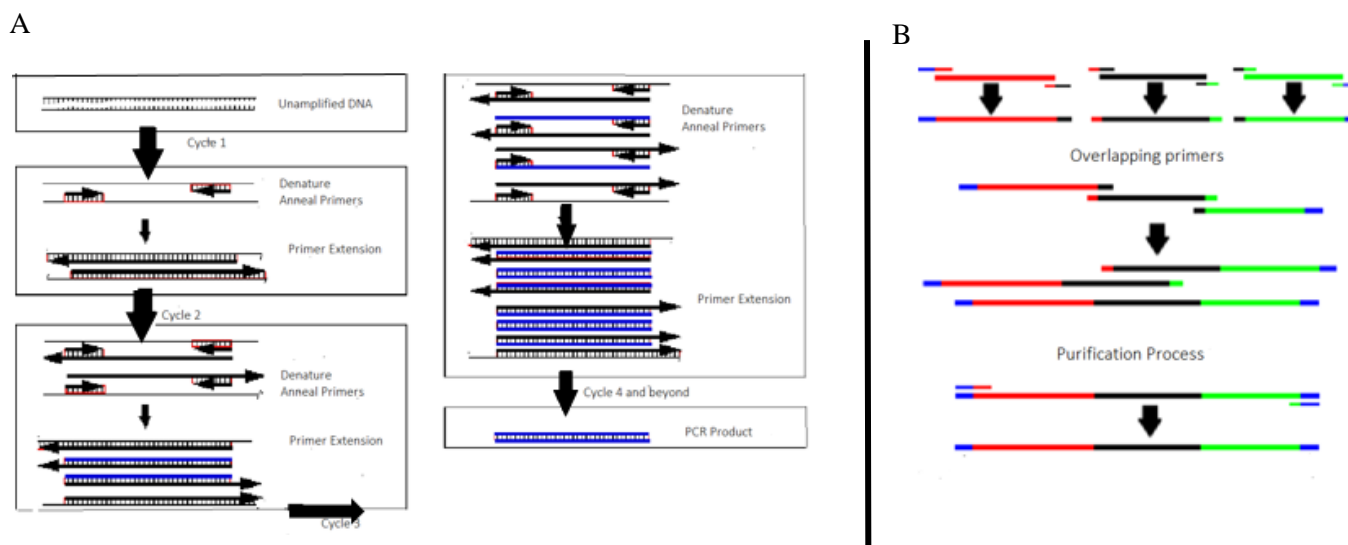 A
Unamplified DNA
Cycle 1
Denature
Anneal Primers
Primer Extension
Cycle 2
Denature
Anneal Primers
Primer Extension
Cycle 3
Denature
Anneal Primers
Primer Extension
Cycle 4 and beyond
PCR Product
B
Overlapping primers
Purification Process